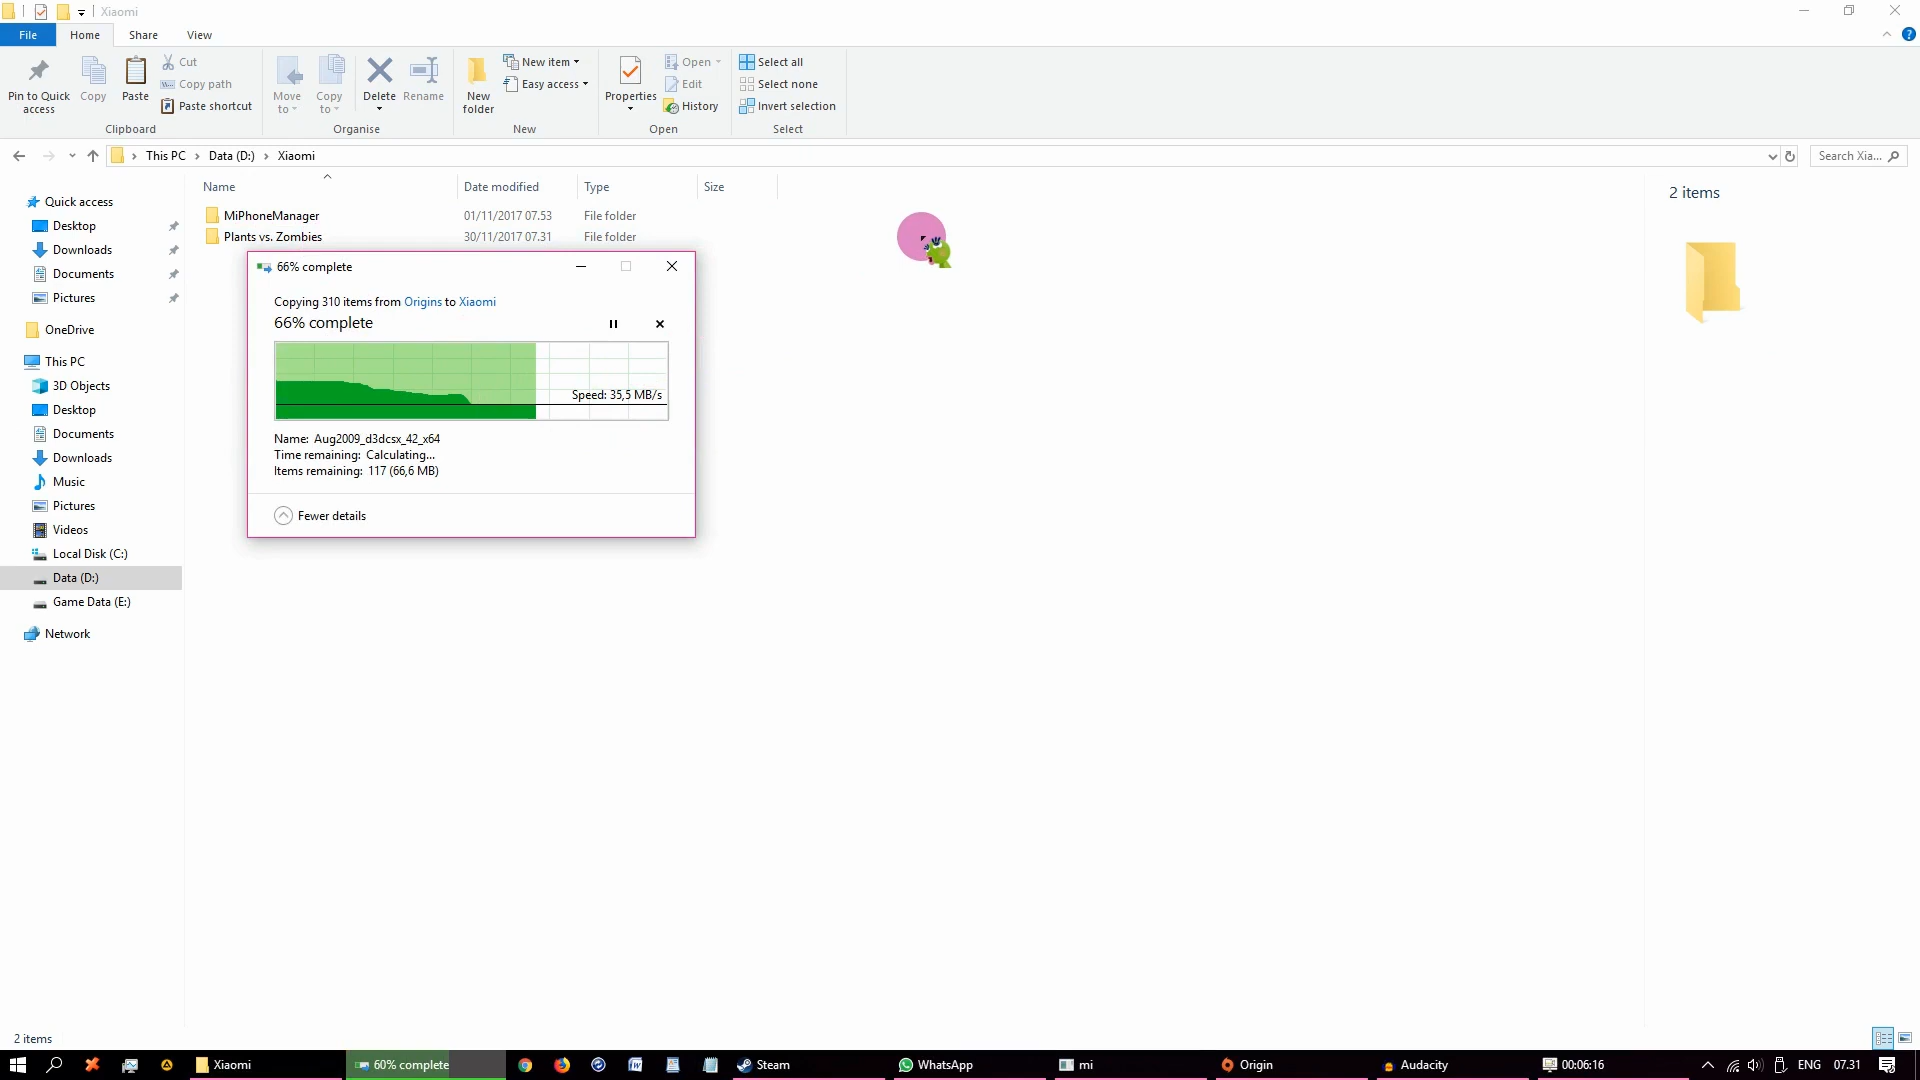 Xiaomi
File Home Share View
Pin to Quick access
Copy
Paste
Cut
Copy path
Paste shortcut
Clipboard
Move to
Copy to
Delete
Rename
Organise
New folder
New item
Easy access
New
Properties
Open
Edit
History
Open
Select all
Select none
Invert selection
Select
This PC > Data (D:) > Xiaomi
Search Xia...
Name Date modified Type Size
MiPhoneManager 01/11/2017 07.53 File folder
Plants vs. Zombies 30/11/2017 07.31 File folder
2 items
Quick access
Desktop
Downloads
Documents
Pictures
OneDrive
This PC
3D Objects
Desktop
Documents
Downloads
Music
Pictures
Videos
Local Disk (C:)
Data (D:)
Game Data (E:)
Network
66% complete
Copying 310 items from Origins to Xiaomi
66% complete
Speed: 35,5 MB/s
Name: Aug2009_d3dcsx_42_x64
Time remaining: Calculating...
Items remaining: 117 (66,6 MB)
Fewer details
2 items
Xiaomi
60% complete
Steam
WhatsApp
mi
Origin
Audacity
00:06:16
ENG
07.31